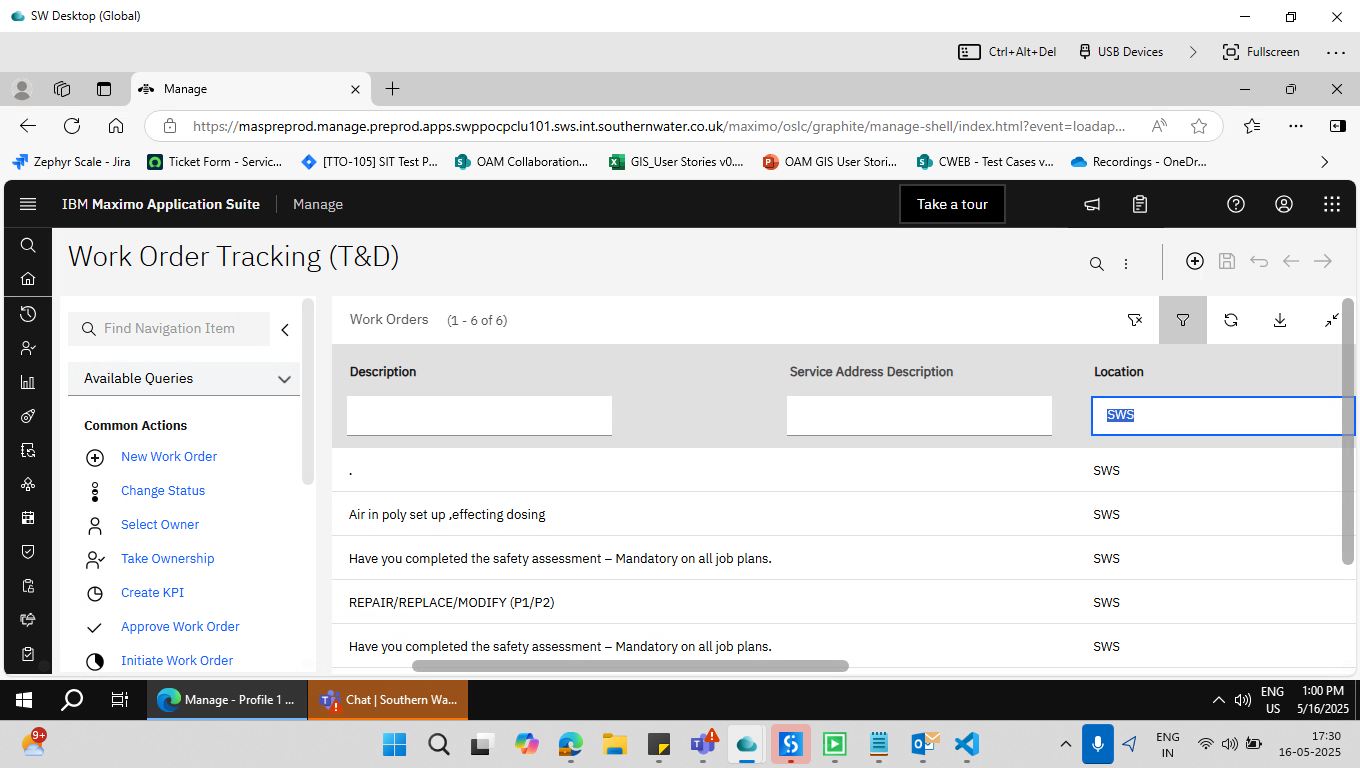 SW Desktop (Global)
Ctrl+Alt+Del
USB Devices
Fullscreen
Manage
https://maspreprod.manage.preprod.apps.swppocpclu101.sws.int.southernwater.co.uk/maximo/oslc/graphite/manage-shell/index.html?event=loadap...
Zephyr Scale - Jira
Ticket Form - Servic...
[TTO-105] SIT Test P...
OAM Collaboration...
GIS_User Stories v0....
OAM GIS User Stori...
CWEB - Test Cases v...
Recordings - OneDr...
IBM Maximo Application Suite
Manage
Take a tour
Work Order Tracking (T&D)
Find Navigation Item
Available Queries
Common Actions
New Work Order
Change Status
Select Owner
Take Ownership
Create KPI
Approve Work Order
Initiate Work Order
Work Orders (1 - 6 of 6)
Description
Service Address Description
Location
SWS
. SWS
Air in poly set up ,effecting dosing SWS
Have you completed the safety assessment – Mandatory on all job plans. SWS
REPAIR/REPLACE/MODIFY (P1/P2) SWS
Have you completed the safety assessment – Mandatory on all job plans. SWS
Manage - Profile 1 ...
Chat | Southern Wa...
ENG
US
1:00 PM
5/16/2025
9+
ENG
IN
17:30
16-05-2025